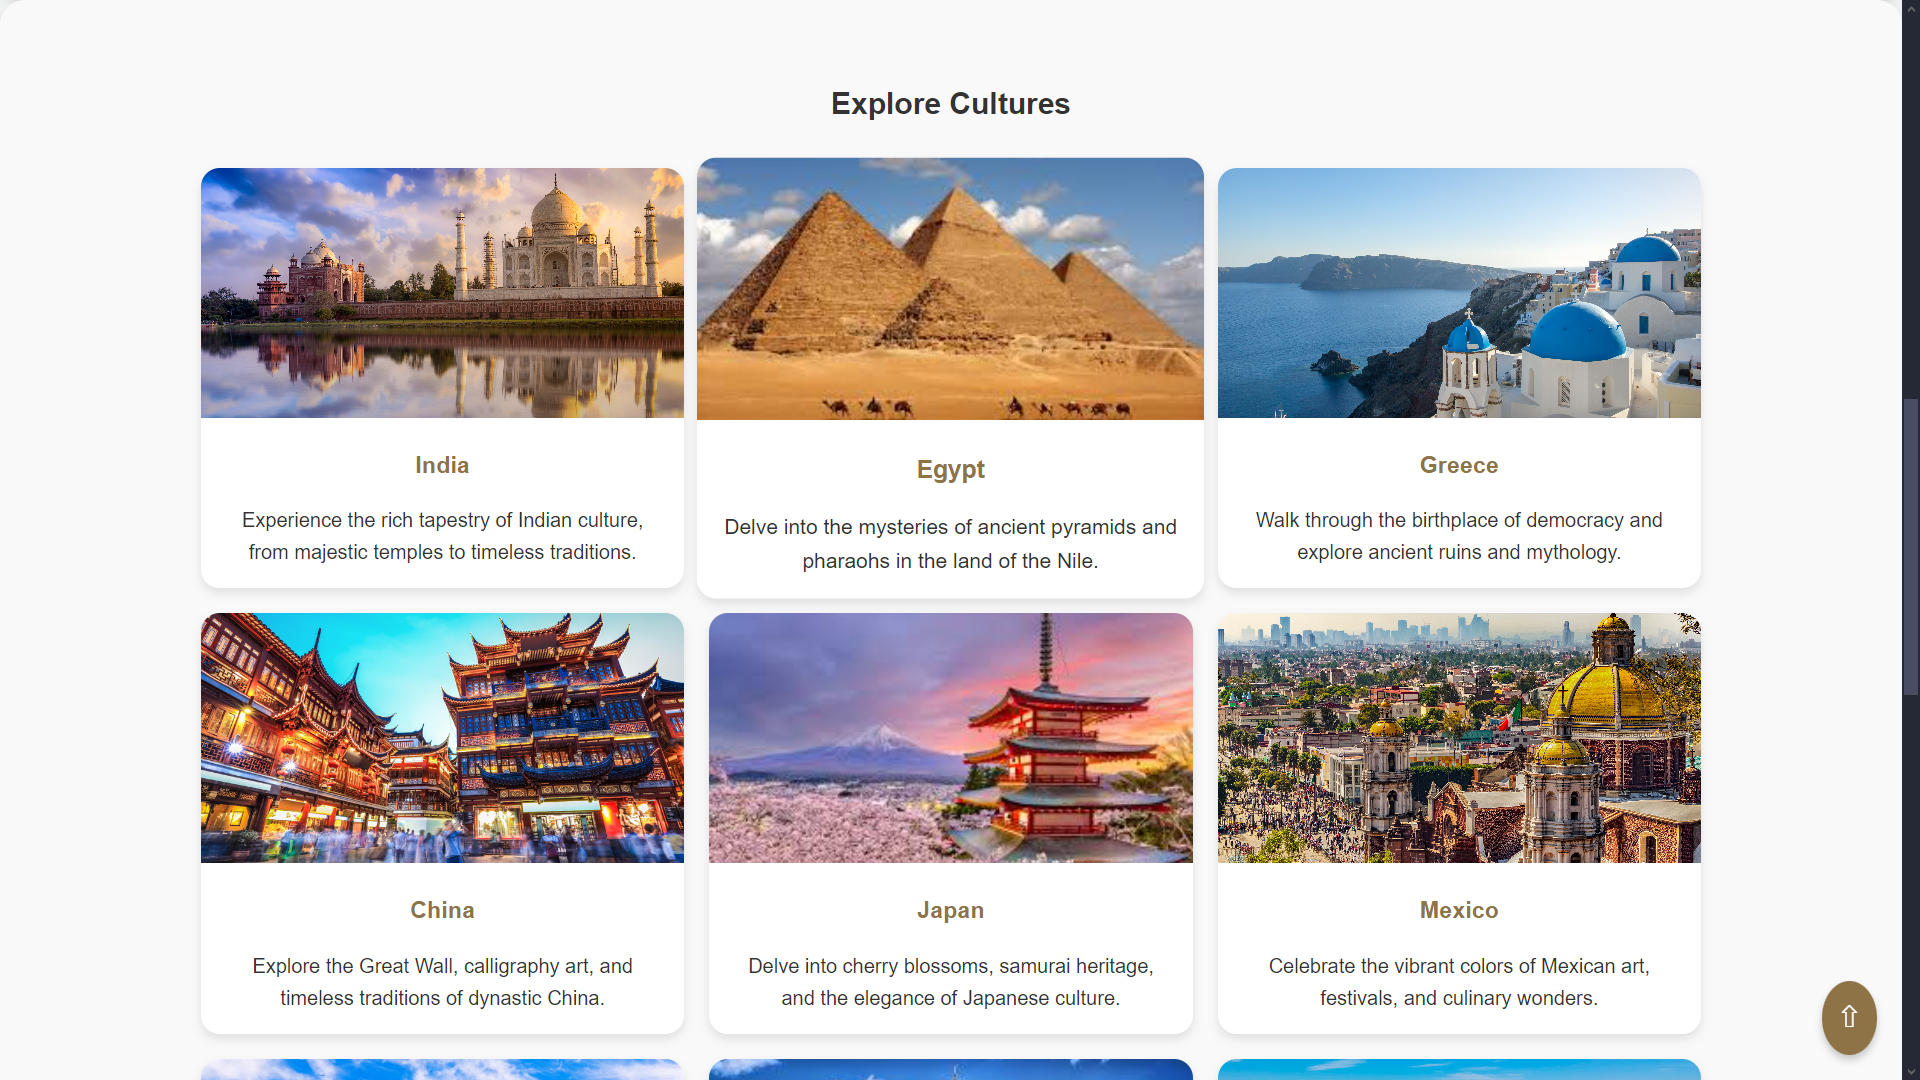 Explore Cultures
India
Experience the rich tapestry of Indian culture,
from majestic temples to timeless traditions.
Egypt
Delve into the mysteries of ancient pyramids and
pharaohs in the land of the Nile.
Greece
Walk through the birthplace of democracy and
explore ancient ruins and mythology.
China
Explore the Great Wall, calligraphy art, and
timeless traditions of dynastic China.
Japan
Delve into cherry blossoms, samurai heritage,
and the elegance of Japanese culture.
Mexico
Celebrate the vibrant colors of Mexican art,
festivals, and culinary wonders.
⇧